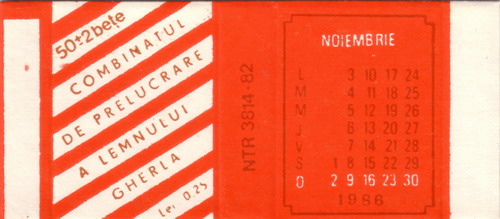 50±2beţe
COMBINATUL
DE PRELUCRARE
A LEMNULUI
GHERLA
Lei 0.25
NTR 3814-82
NOIEMBRIE
L 3 10 17 24
M 4 11 18 25
M 5 12 19 26
J 6 13 20 27
V 7 14 21 28
S 1 8 15 22 29
D 2 9 16 23 30
1986